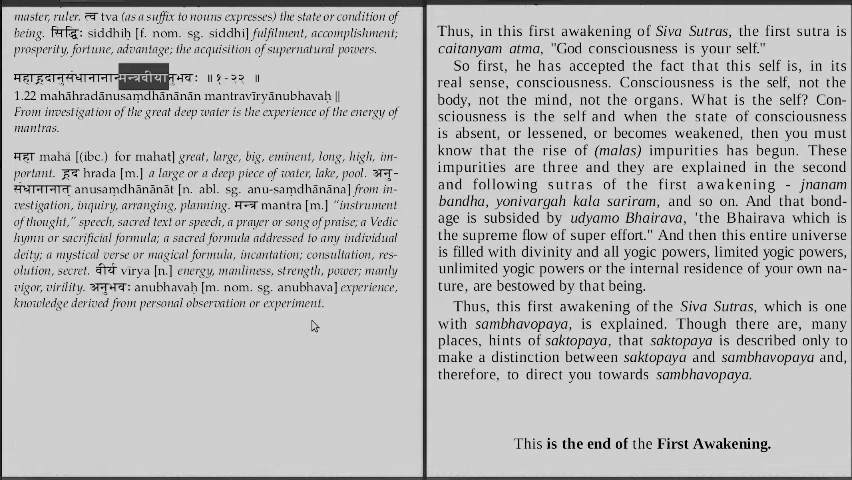 master, ruler. त्व tva (as a suffix to nouns expresses) the state or condition of
being. सिद्धिः siddhiḥ [f. nom. sg. siddhi] fulfilment, accomplishment;
prosperity, fortune, advantage; the acquisition of supernatural powers.
महाह्रदानुसंधानानान्मन्त्रवीर्यानुभवः ॥ १-२२ ॥
1.22 mahāhradānusaṃdhānānān mantravīryānubhavaḥ ||
From investigation of the great deep water is the experience of the energy of
mantras.
महा mahā [(ibc.) for mahat] great, large, big, eminent, long, high, im-
portant. ह्रद hrada [m.] a large or a deep piece of water, lake, pool. अनु-
संधानानात् anusaṃdhānānāt [n. abl. sg. anu-saṃdhāna] from in-
vestigation, inquiry, arranging, planning. मन्त्र mantra [m.] “instrument
of thought,” speech, sacred text or speech, a prayer or song of praise; a Vedic
hymn or sacrificial formula; a sacred formula addressed to any individual
deity; a mystical verse or magical formula, incantation; consultation, res-
olution, secret. वीर्य vīrya [n.] energy, manliness, strength, power; manly
vigor, virility. अनुभवः anubhavaḥ [m. nom. sg. anubhava] experience,
knowledge derived from personal observation or experiment.
Thus, in this first awakening of Siva Sutras, the first sutra is
caitanyam atma, "God consciousness is your self."
So first, he has accepted the fact that this self is, in its
real sense, consciousness. Consciousness is the self, not the
body, not the mind, not the organs. What is the self? Con-
sciousness is the self and when the state of consciousness
is absent, or lessened, or becomes weakened, then you must
know that the rise of (malas) impurities has begun. These
impurities are three and they are explained in the second
and following sutras of the first awakening - jnanam
bandha, yonivargah kala sariram, and so on. And that bond-
age is subsided by udyamo Bhairava, 'the Bhairava which is
the supreme flow of super effort." And then this entire universe
is filled with divinity and all yogic powers, limited yogic powers,
unlimited yogic powers or the internal residence of your own na-
ture, are bestowed by that being.
Thus, this first awakening of the Siva Sutras, which is one
with sambhavopaya, is explained. Though there are, many
places, hints of saktopaya, that saktopaya is described only to
make a distinction between saktopaya and sambhavopaya and,
therefore, to direct you towards sambhavopaya.
This is the end of the First Awakening.